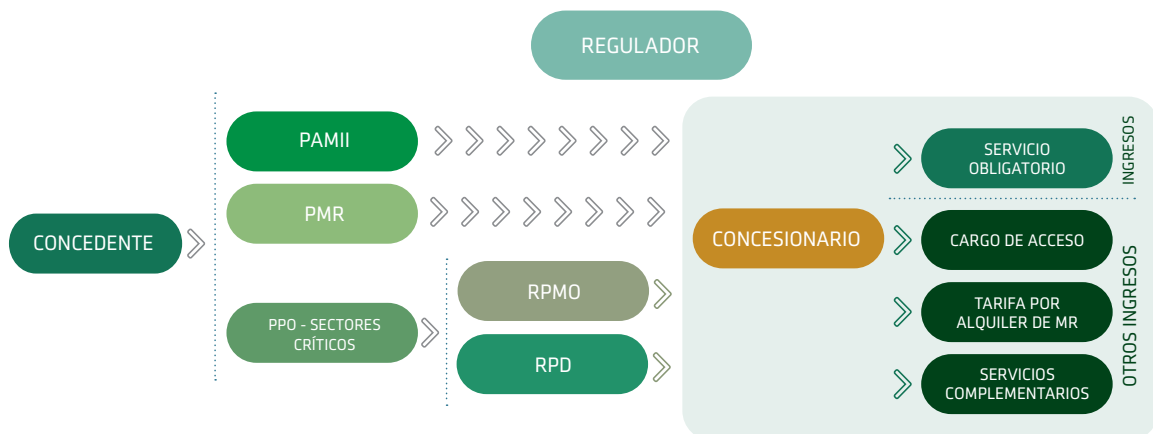 REGULADOR
PAMII
PMR
CONCEDENTE
PPO - SECTORES
CRÍTICOS
RPMO
RPD
CONCESIONARIO
SERVICIO
OBLIGATORIO
INGRESOS
CARGO DE ACCESO
TARIFA POR
ALQUILER DE MR
SERVICIOS
COMPLEMENTARIOS
OTROS INGRESOS